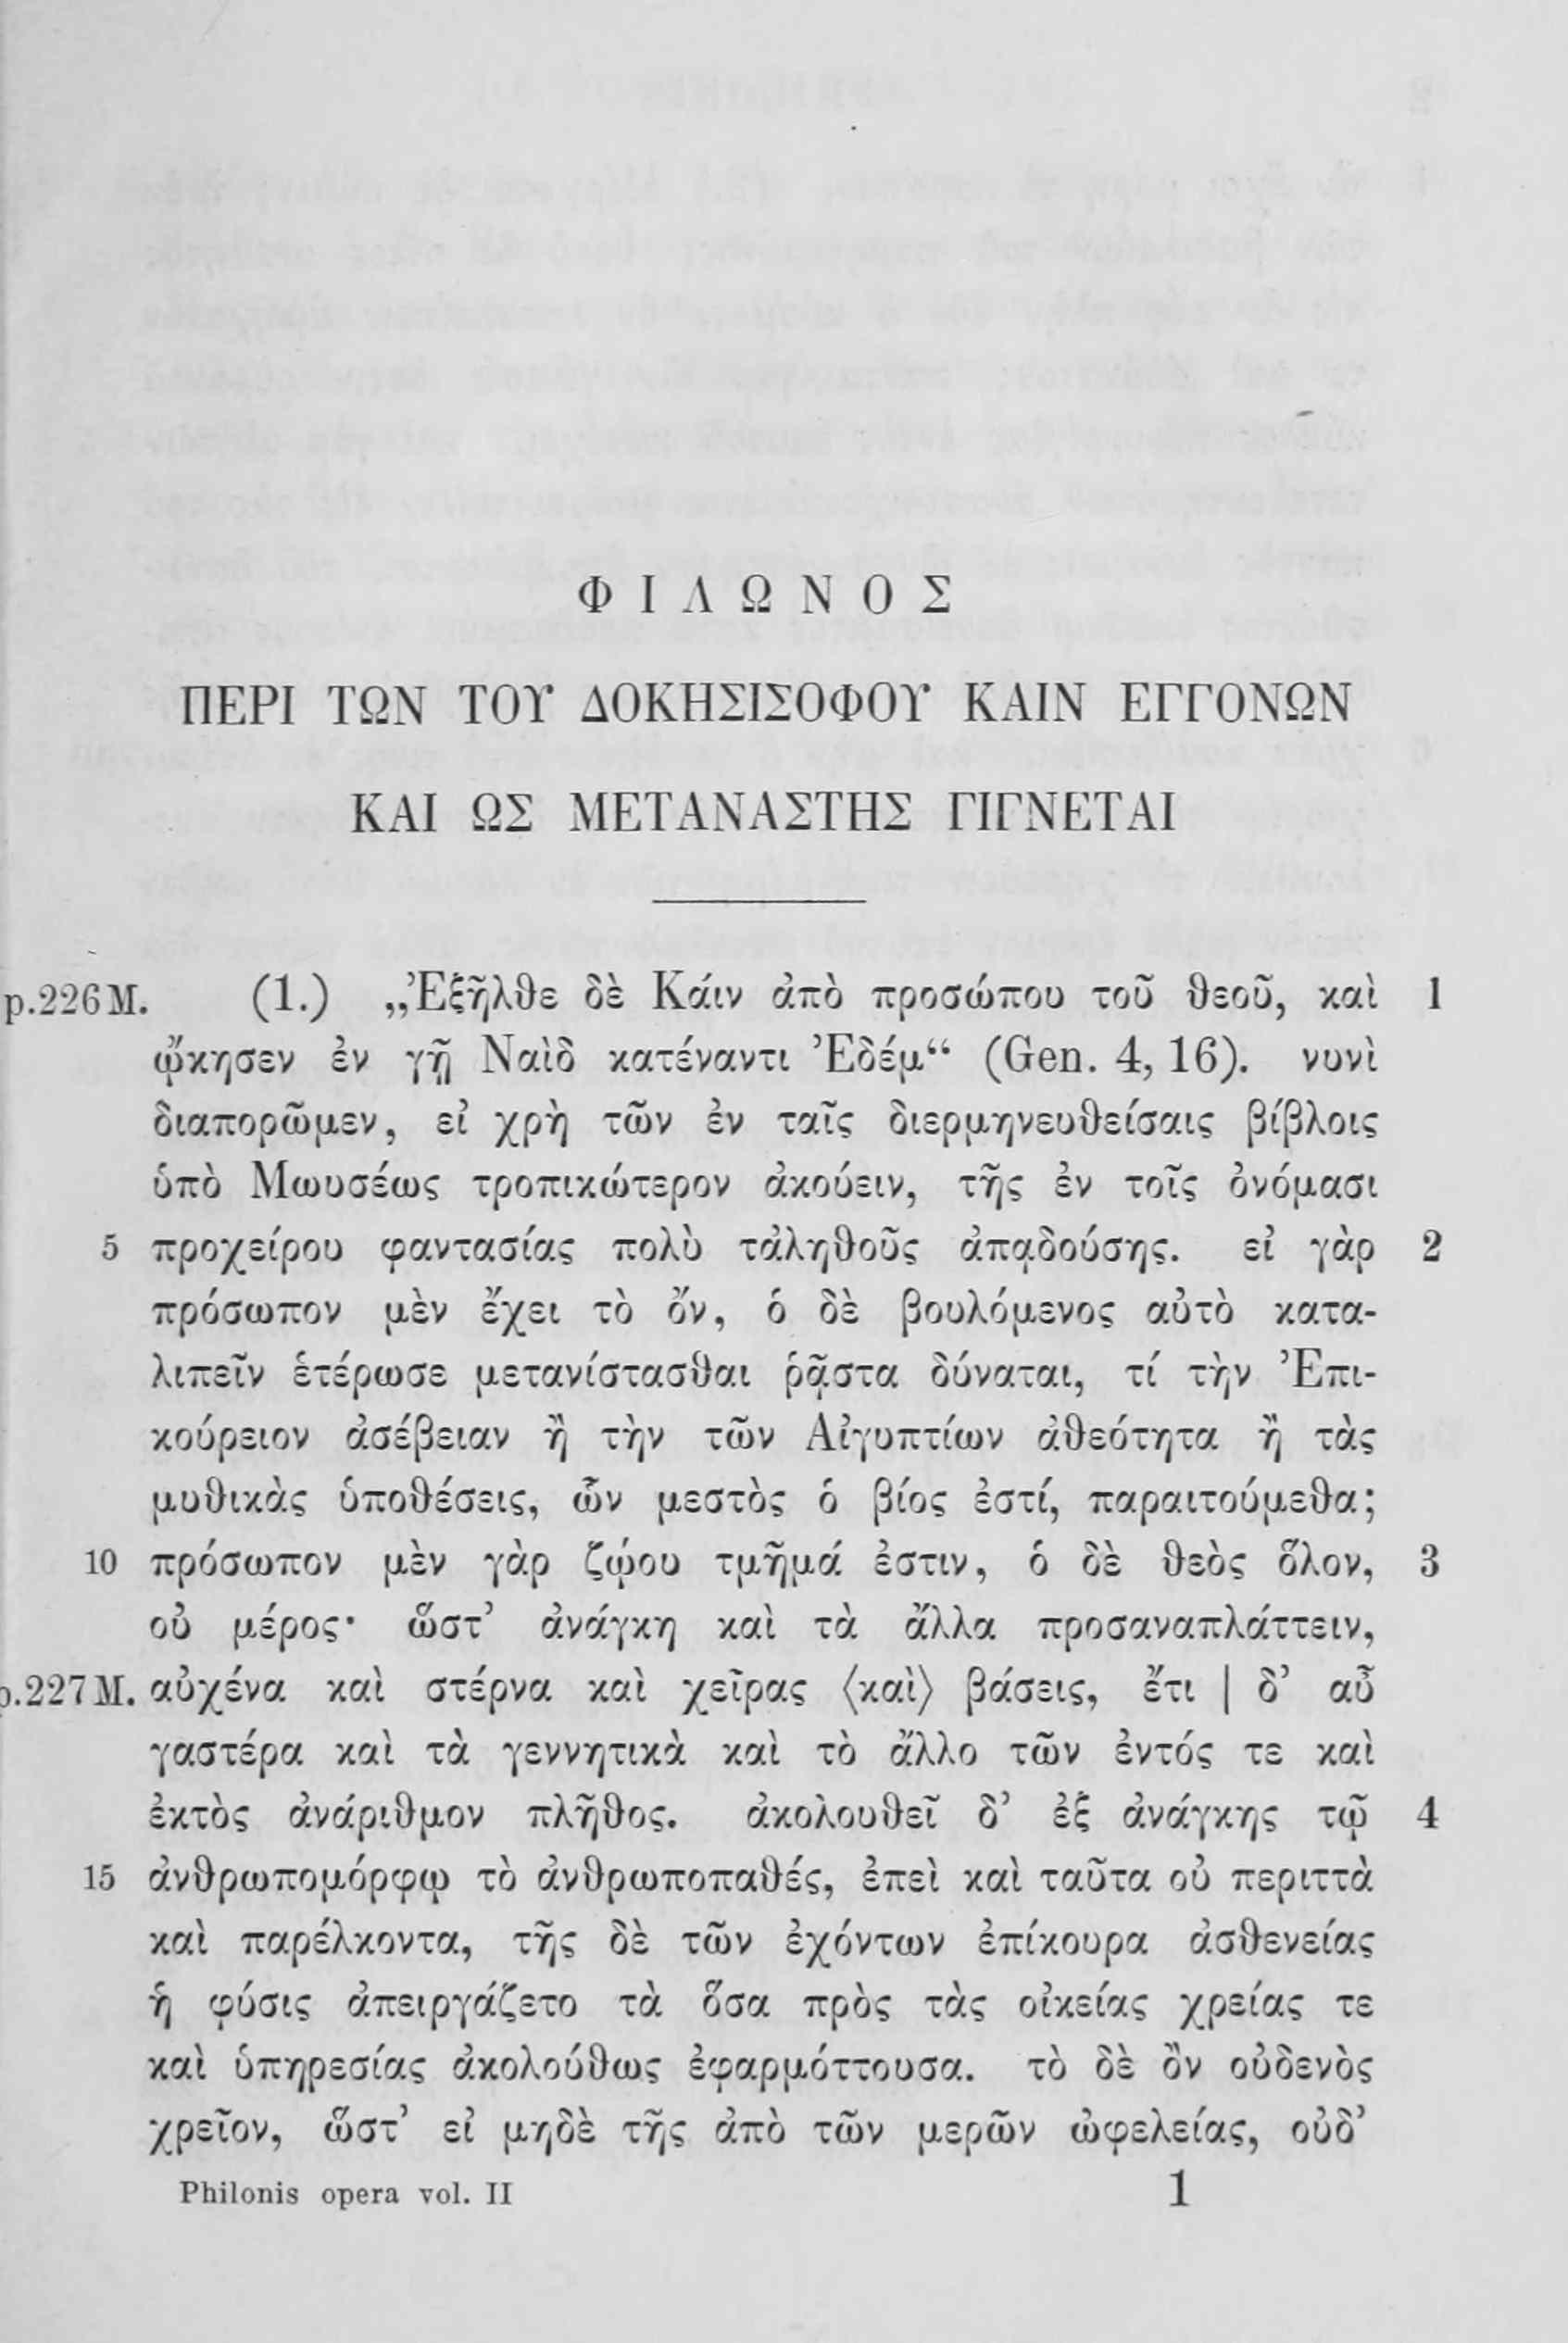 ΦΙΛΩΝΟΣ
ΠΕΡΙ ΤΩΝ ΤΟΥ ΔΟΚΗΣΙΣΟΦΟΥ ΚΑΙΝ ΕΓΓΟΝΩΝ
ΚΑΙ ΩΣ ΜΕΤΑΝΑΣΤΗΣ ΓΙΓΝΕΤΑΙ
p.226M. (1.) „Ἐξῆλθε δὲ Κάιν ἀπὸ προσώπου τοῦ θεοῦ, καὶ 1
ᾤκησεν ἐν γῇ Ναὶδ κατέναντι Ἐδέμ“ (Gen. 4, 16). νυνὶ
διαπορῶμεν, εἰ χρὴ τῶν ἐν ταῖς διερμηνευθείσαις βίβλοις
ὑπὸ Μωυσέως τροπικώτερον ἀκούειν, τῆς ἐν τοῖς ὀνόμασι
5 προχείρου φαντασίας πολὺ τἀληθοῦς ἀπᾳδούσης. εἰ γὰρ 2
πρόσωπον μὲν ἔχει τὸ ὄν, ὁ δὲ βουλόμενος αὐτὸ κατα-
λιπεῖν ἑτέρωσε μετανίστασθαι ῥᾷστα δύναται, τί τὴν Ἐπι-
κούρειον ἀσέβειαν ἢ τὴν τῶν Αἰγυπτίων ἀθεότητα ἢ τὰς
μυθικὰς ὑποθέσεις, ὧν μεστὸς ὁ βίος ἐστί, παραιτούμεθα;
10 πρόσωπον μὲν γὰρ ζῴου τμῆμά ἐστιν, ὁ δὲ θεὸς ὅλον, 3
οὐ μέρος· ὥστ’ ἀνάγκη καὶ τὰ ἄλλα προσαναπλάττειν,
p.227M. αὐχένα καὶ στέρνα καὶ χεῖρας ⟨καὶ⟩ βάσεις, ἔτι | δ’ αὖ
γαστέρα καὶ τὰ γεννητικὰ καὶ τὸ ἄλλο τῶν ἐντός τε καὶ
ἐκτὸς ἀνάριθμον πλῆθος. ἀκολουθεῖ δ’ ἐξ ἀνάγκης τῷ 4
15 ἀνθρωπομόρφῳ τὸ ἀνθρωποπαθές, ἐπεὶ καὶ ταῦτα οὐ περιττὰ
καὶ παρέλκοντα, τῆς δὲ τῶν ἐχόντων ἐπίκουρα ἀσθενείας
ἡ φύσις ἀπειργάζετο τὰ ὅσα πρὸς τὰς οἰκείας χρείας τε
καὶ ὑπηρεσίας ἀκολούθως ἐφαρμόττουσα. τὸ δὲ ὂν οὐδενὸς
χρεῖον, ὥστ’ εἰ μηδὲ τῆς ἀπὸ τῶν μερῶν ὠφελείας, οὐδ’
Philonis opera vol. II 1